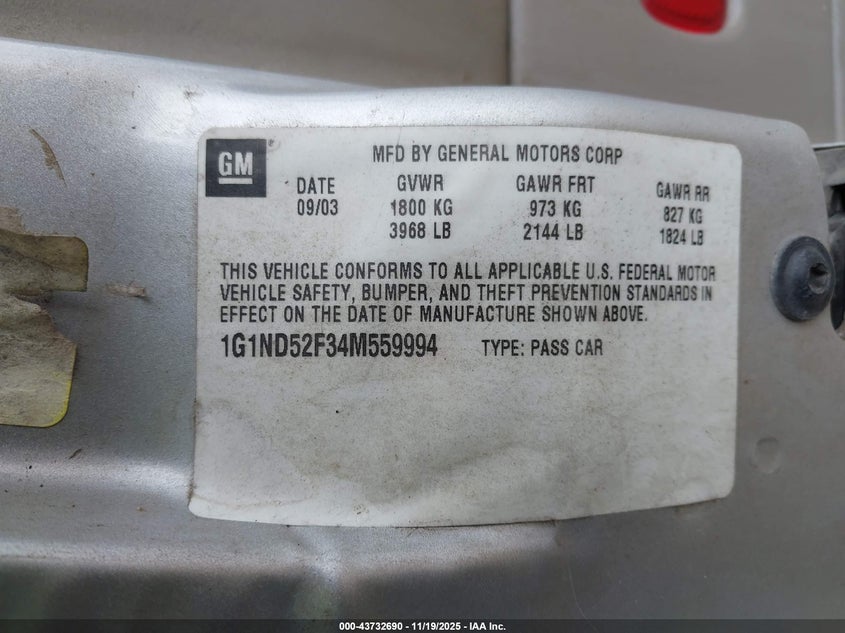 GM
MFD BY GENERAL MOTORS CORP
DATE GVWR GAWR FRT GAWR RR
09/03 1800 KG 973 KG 827 KG
3968 LB 2144 LB 1824 LB
THIS VEHICLE CONFORMS TO ALL APPLICABLE U.S. FEDERAL MOTOR
VEHICLE SAFETY, BUMPER, AND THEFT PREVENTION STANDARDS IN
EFFECT ON THE DATE OF MANUFACTURE SHOWN ABOVE.
1G1ND52F34M559994 TYPE: PASS CAR
000-43732690 - 11/19/2025 - IAA Inc.